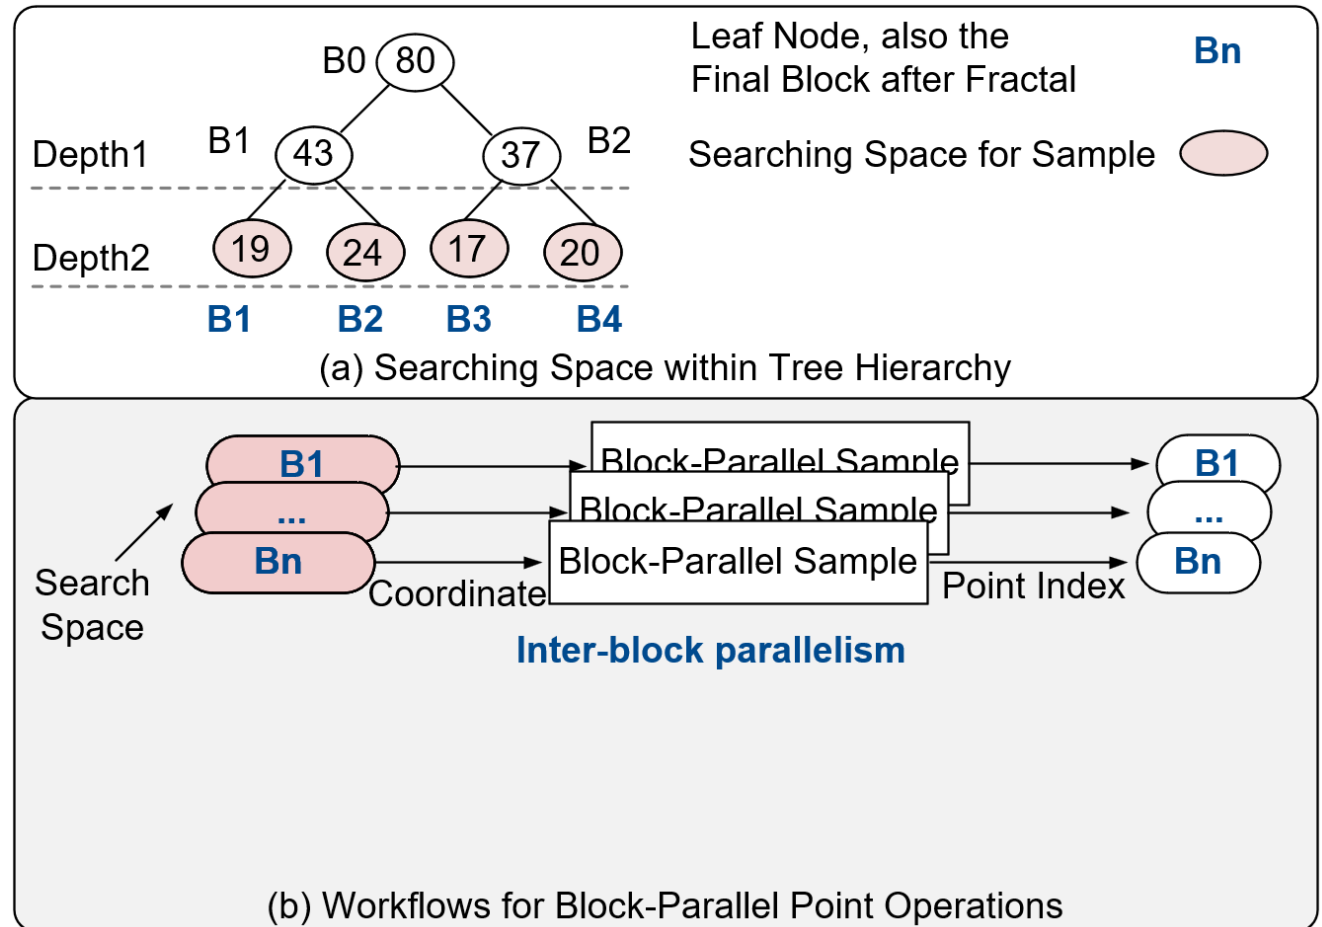 B0 80
Leaf Node, also the
Final Block after Fractal
Bn
Depth1
B1
43
37
B2
Searching Space for Sample
Depth2
19
24
17
20
B1
B2
B3
B4
(a) Searching Space within Tree Hierarchy
B1
Block-Parallel Sample
B1
...
Block-Parallel Sample
...
Bn
Block-Parallel Sample
Bn
Search
Space
Coordinate
Point Index
Inter-block parallelism
(b) Workflows for Block-Parallel Point Operations